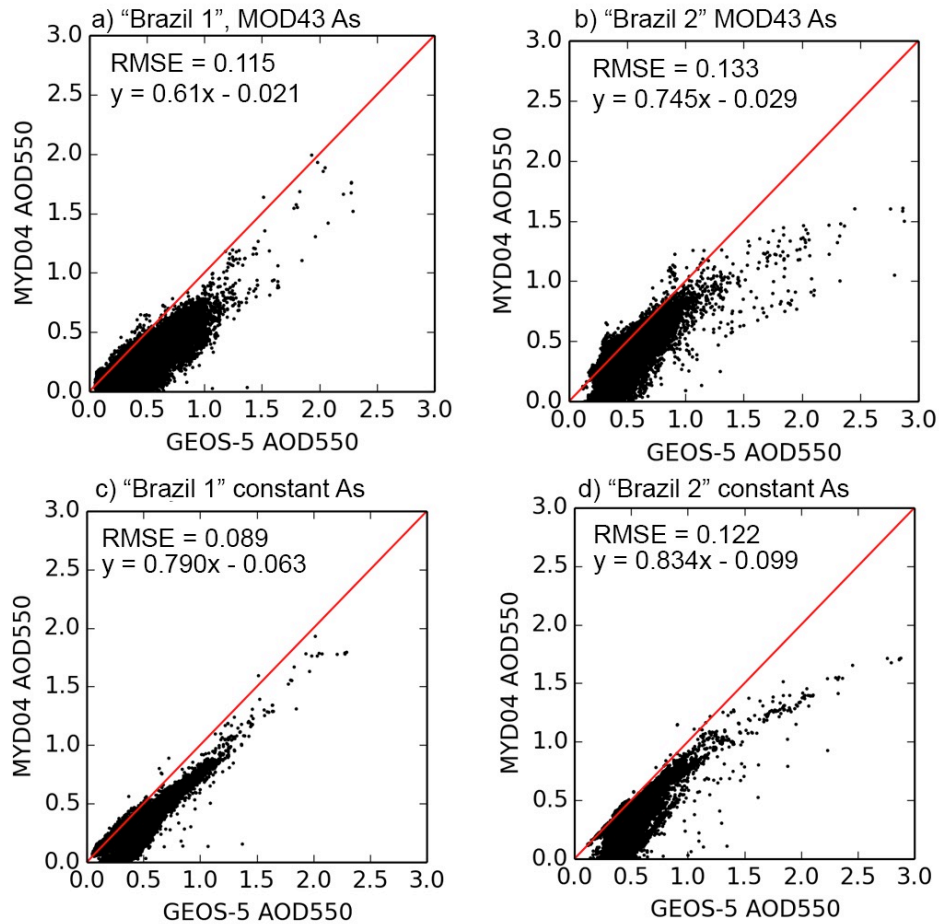 a) “Brazil 1”, MOD43 As
3.0
2.5
2.0
1.5
1.0
0.5
0.0
MYD04 AOD550
RMSE = 0.115
y = 0.61x - 0.021
0.0 0.5 1.0 1.5 2.0 2.5 3.0
GEOS-5 AOD550
b) “Brazil 2” MOD43 As
3.0
2.5
2.0
1.5
1.0
0.5
0.0
MYD04 AOD550
RMSE = 0.133
y = 0.745x - 0.029
0.0 0.5 1.0 1.5 2.0 2.5 3.0
GEOS-5 AOD550
c) “Brazil 1” constant As
3.0
2.5
2.0
1.5
1.0
0.5
0.0
MYD04 AOD550
RMSE = 0.089
y = 0.790x - 0.063
0.0 0.5 1.0 1.5 2.0 2.5 3.0
GEOS-5 AOD550
d) “Brazil 2” constant As
3.0
2.5
2.0
1.5
1.0
0.5
0.0
MYD04 AOD550
RMSE = 0.122
y = 0.834x - 0.099
0.0 0.5 1.0 1.5 2.0 2.5 3.0
GEOS-5 AOD550